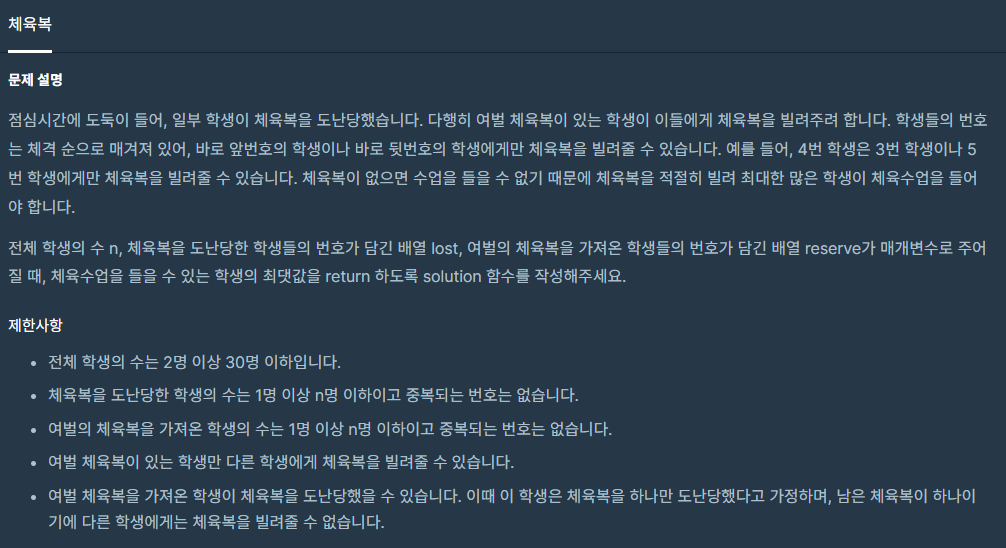 체육복
문제 설명
점심시간에 도둑이 들어, 일부 학생이 체육복을 도난당했습니다. 다행히 여벌 체육복이 있는 학생이 이들에게 체육복을 빌려주려 합니다. 학생들의 번호
는 체격 순으로 매겨져 있어, 바로 앞번호의 학생이나 바로 뒷번호의 학생에게만 체육복을 빌려줄 수 있습니다. 예를 들어, 4번 학생은 3번 학생이나 5
번 학생에게만 체육복을 빌려줄 수 있습니다. 체육복이 없으면 수업을 들을 수 없기 때문에 체육복을 적절히 빌려 최대한 많은 학생이 체육수업을 들어
야 합니다.
전체 학생의 수 n, 체육복을 도난당한 학생들의 번호가 담긴 배열 lost, 여벌의 체육복을 가져온 학생들의 번호가 담긴 배열 reserve가 매개변수로 주어
질 때, 체육수업을 들을 수 있는 학생의 최댓값을 return 하도록 solution 함수를 작성해주세요.
제한사항
• 전체 학생의 수는 2명 이상 30명 이하입니다.
• 체육복을 도난당한 학생의 수는 1명 이상 n명 이하이고 중복되는 번호는 없습니다.
• 여벌의 체육복을 가져온 학생의 수는 1명 이상 n명 이하이고 중복되는 번호는 없습니다.
• 여벌 체육복이 있는 학생만 다른 학생에게 체육복을 빌려줄 수 있습니다.
• 여벌 체육복을 가져온 학생이 체육복을 도난당했을 수 있습니다. 이때 이 학생은 체육복을 하나만 도난당했다고 가정하며, 남은 체육복이 하나이
기에 다른 학생에게는 체육복을 빌려줄 수 없습니다.